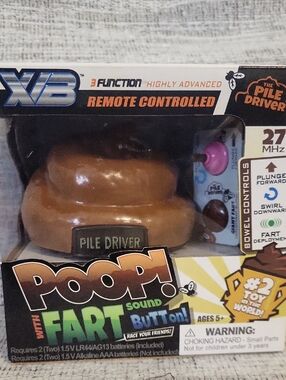 X/B
3 FUNCTION HIGHLY ADVANCED
REMOTE CONTROLLED
THE
PILE
DRIVER
27
MHz
BOWEL CONTROLS
PLUNGE
FORWARD
SWIRL
DOWNWARD
FART
DEPLOYMENT
PILE DRIVER
POOP!
WITH
FART
SOUND
BUTTON!
RACE YOUR FRIENDS!
#2
TOY IN THE
WORLD!
AGES 5+
Requires 2 (Two) 1.5V LR44/AG13 batteries (Included)
Requires 2 (Two) 1.5 V Alkaline AAA batteries (Not included)
WARNING:
CHOKING HAZARD - Small Parts
Not for children under 3 years.